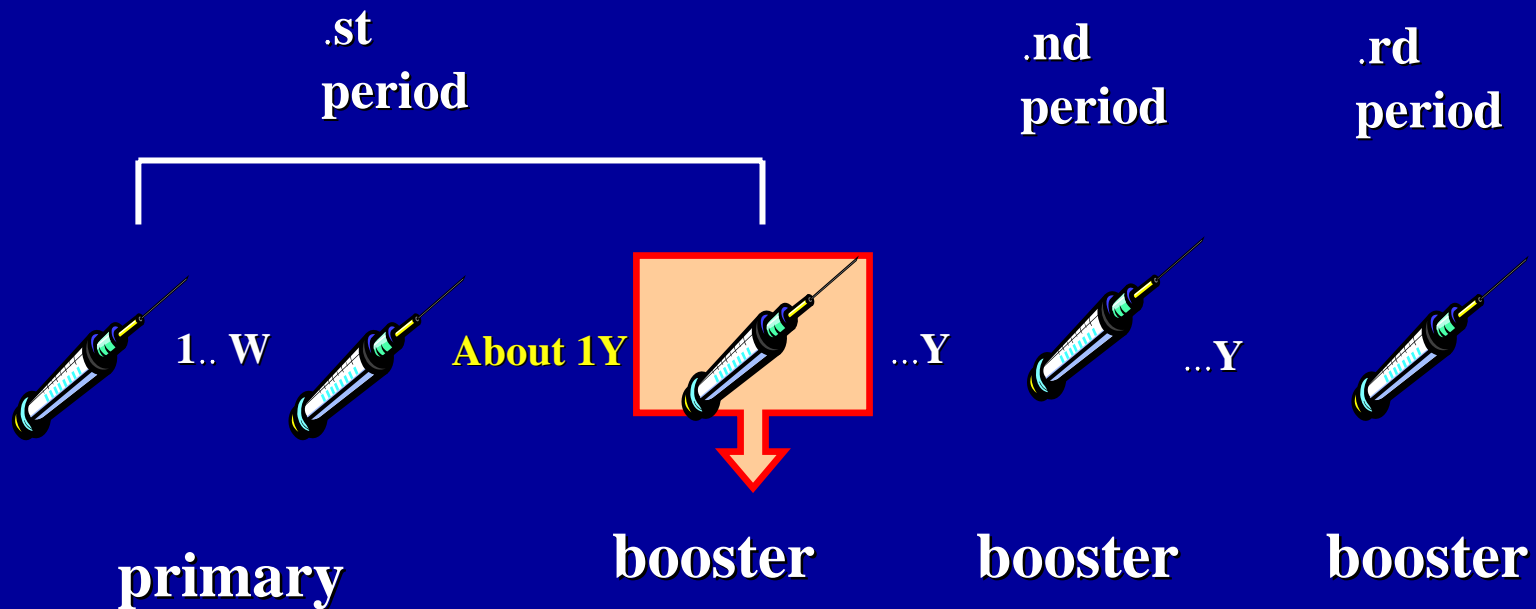 .st
period
.nd
period
.rd
period
1.. W
About 1Y
...Y
...Y
primary
booster
booster
booster